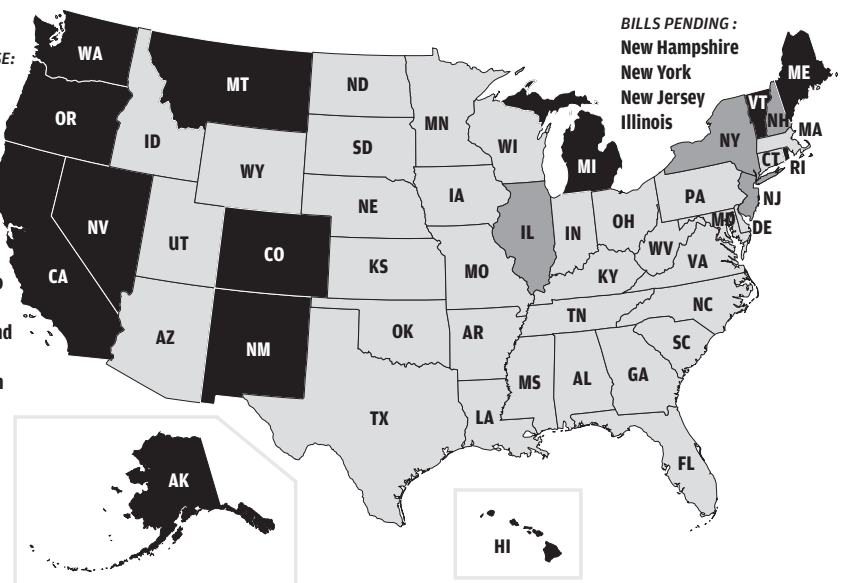 BILLS PENDING :
New Hampshire
New York
New Jersey
Illinois
WA
OR
CA
NV
ID
MT
WY
UT
CO
AZ
NM
ND
SD
NE
KS
OK
TX
MN
IA
MO
AR
LA
WI
IL
MI
IN
OH
KY
TN
MS
AL
GA
FL
SC
NC
VA
WV
PA
NY
VT
NH
ME
MA
CT
RI
NJ
MD
DE
AK
HI
nd